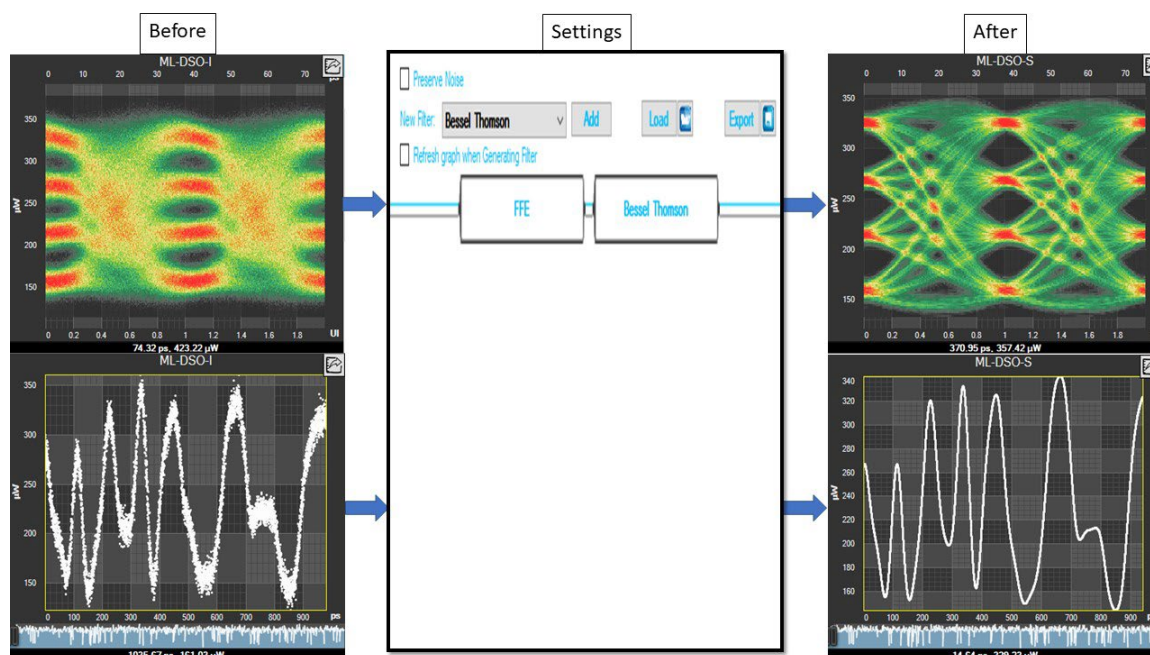 Before
Settings
After
ML-DSO-I
0 10 20 30 40 50 60 70
350
300
250
200
150
µW
0 0.2 0.4 0.6 0.8 1 1.2 1.4 1.6 1.8 UI
74.32 ps, 423.22 µW
ML-DSO-I
350
300
250
200
150
µW
0 100 200 300 400 500 600 700 800 900 ps
Preserve Noise
New Filter: Bessel Thomson Add Load Export
Refresh graph when Generating Filter
FFE Bessel Thomson
ML-DSO-S
0 10 20 30 40 50 60 70
350
300
250
200
150
µW
0 0.2 0.4 0.6 0.8 1 1.2 1.4 1.6 1.8
370.95 ps, 357.42 µW
ML-DSO-S
340
320
300
280
260
240
220
200
180
160
µW
0 100 200 300 400 500 600 700 800 900